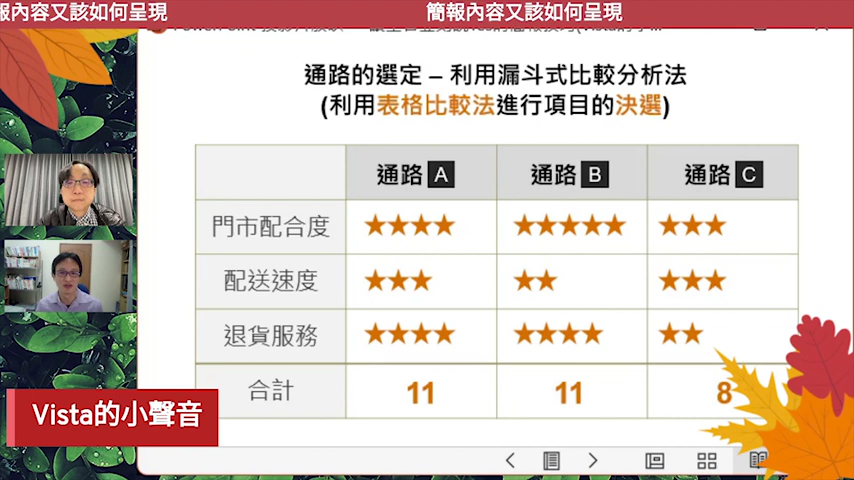 報內容又該如何呈現
簡報內容又該如何呈現
通路的選定 – 利用漏斗式比較分析法
(利用表格比較法進行項目的決選)
通路 A
通路 B
通路 C
門市配合度 ★★★★ ★★★★★ ★★★
配送速度 ★★★ ★★ ★★★
退貨服務 ★★★★ ★★★★ ★★
合計 11 11 8
Vista的小聲音